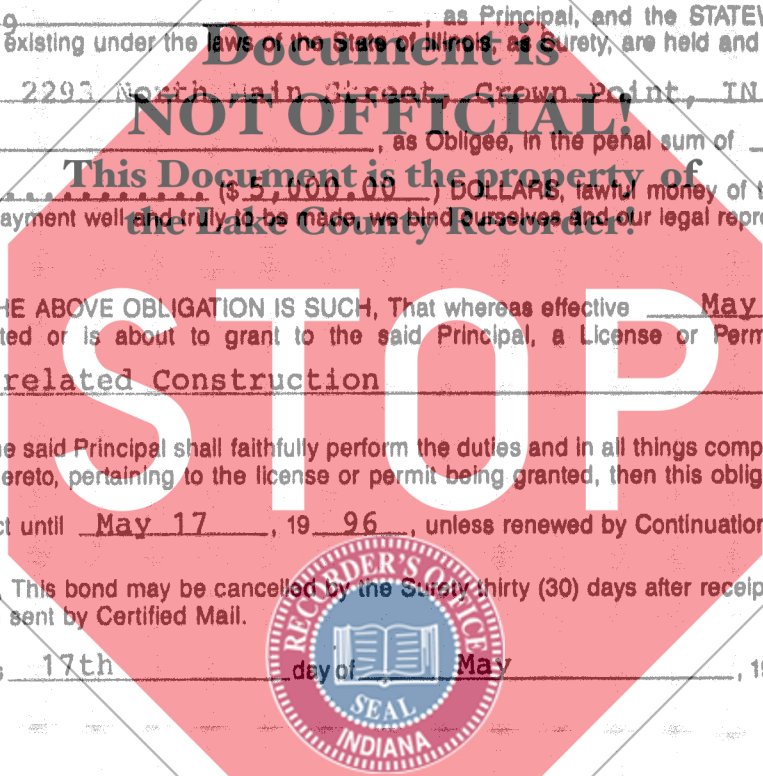 9 , as Principal, and the STATEW
existing under the laws of the State of Illinois, as Surety, are held and
Document is
2293 North Main Street, Crown Point, IN
NOT OFFICIAL!
, as Obligee, in the penal sum of
This Document is the property of
($ 5,000.00 ) DOLLARS, lawful money of t
ayment well and truly to be made, we bind ourselves and our legal repre
the Lake County Recorder!
HE ABOVE OBLIGATION IS SUCH, That whereas effective May
ted or is about to grant to the said Principal, a License or Perm
related Construction
STOP
he said Principal shall faithfully perform the duties and in all things comp
hereto, pertaining to the license or permit being granted, then this oblig
ct until May 17 , 19 96 , unless renewed by Continuation
This bond may be cancelled by the Surety thirty (30) days after receip
sent by Certified Mail.
17th day of May , 19
RECORDER'S OFFICE
SEAL
INDIANA